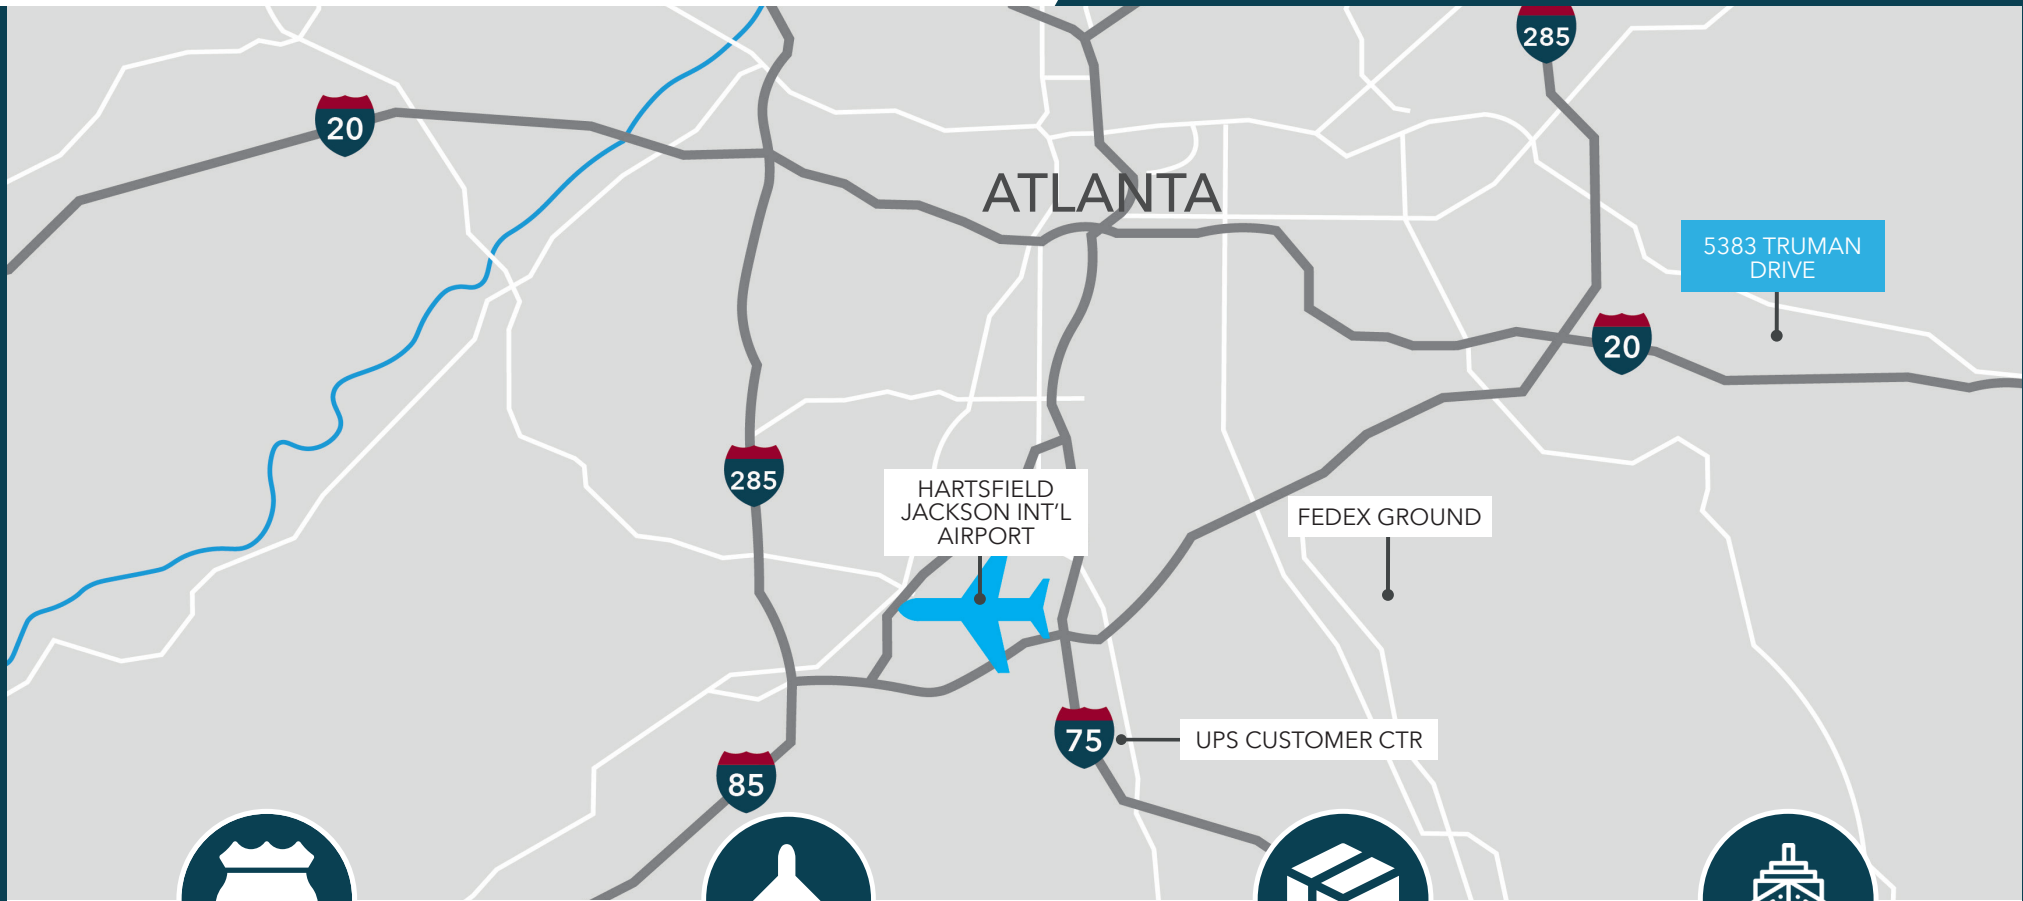 285
20
ATLANTA
5383 TRUMAN
DRIVE
20
285
HARTSFIELD
JACKSON INT'L
AIRPORT
FEDEX GROUND
75
UPS CUSTOMER CTR
85